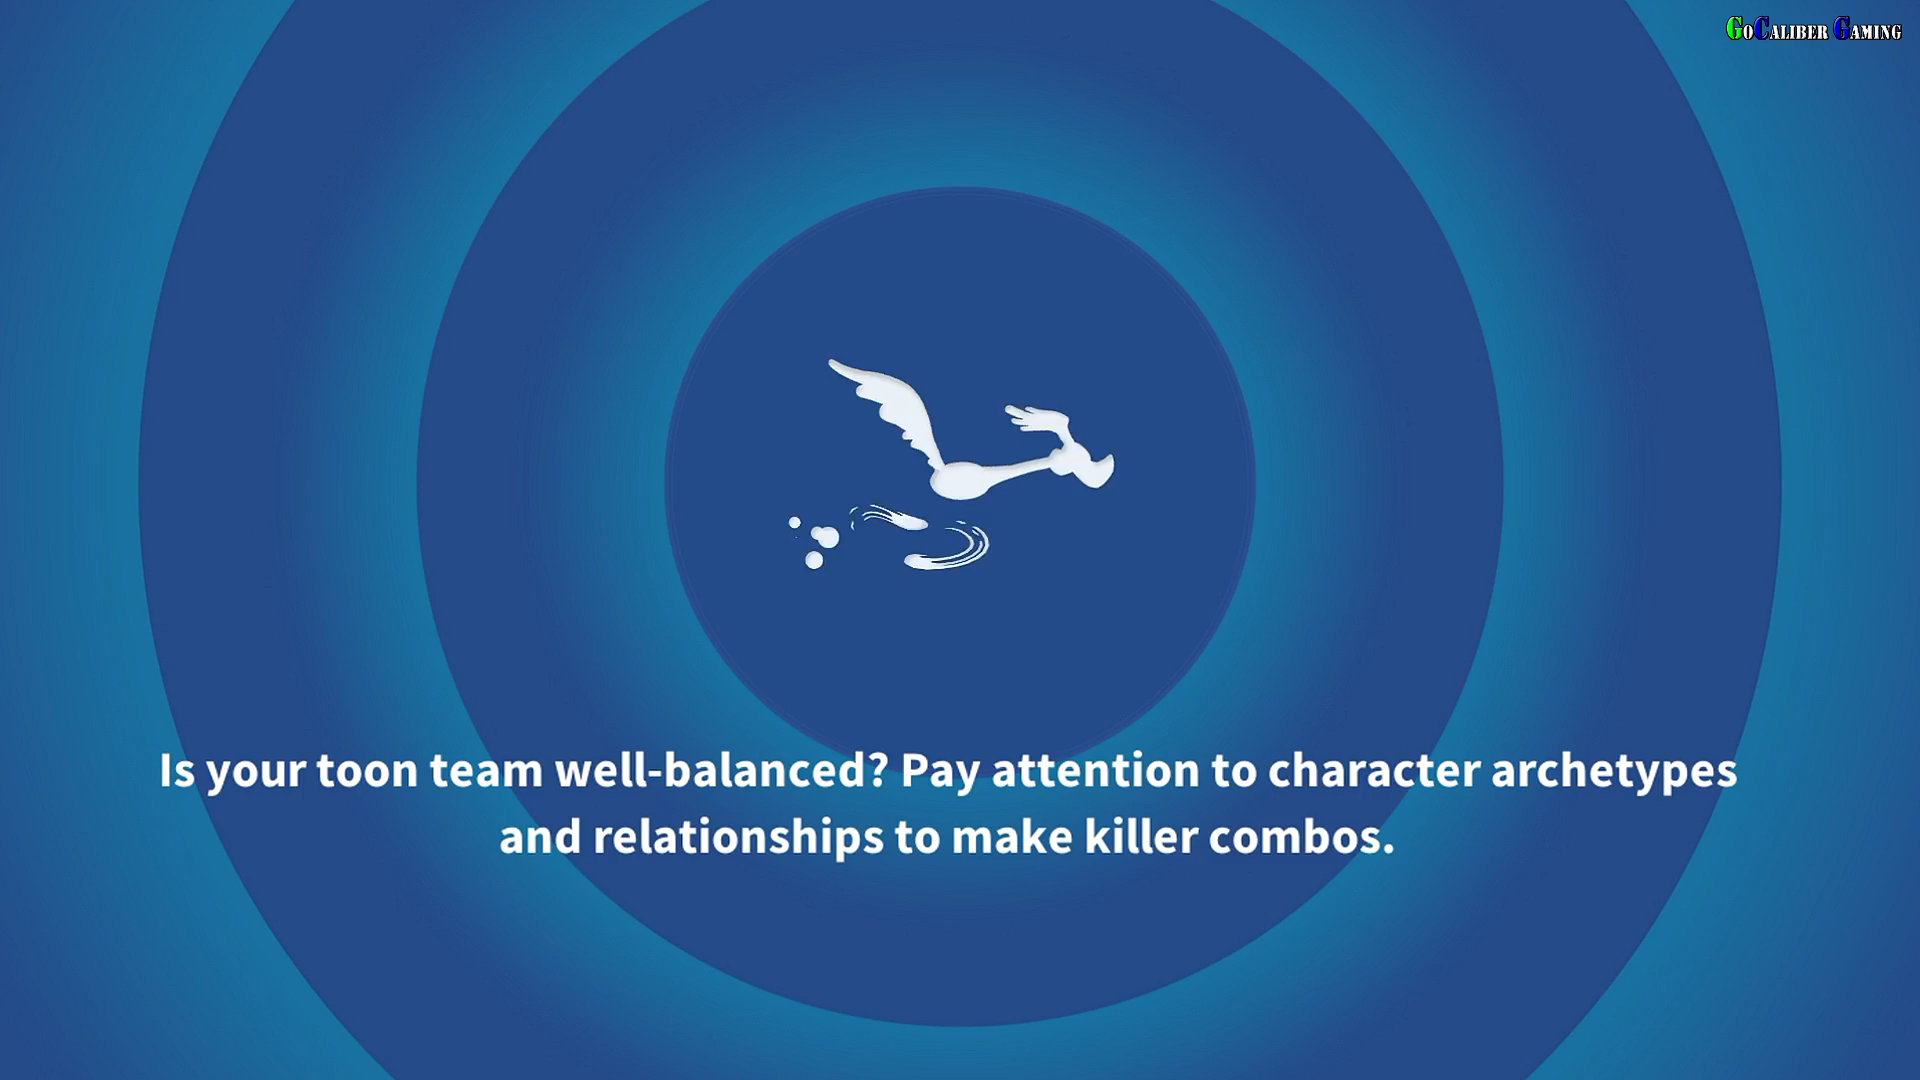 GoCaliber Gaming
Is your toon team well-balanced? Pay attention to character archetypes
and relationships to make killer combos.